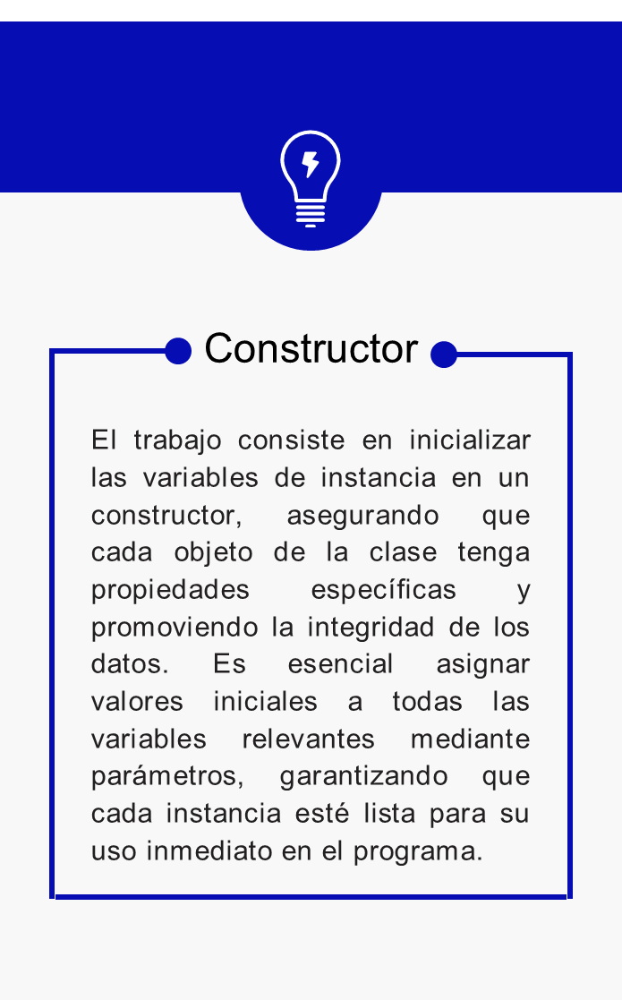 Constructor
El trabajo consiste en inicializar
las variables de instancia en un
constructor, asegurando que
cada objeto de la clase tenga
propiedades específicas y
promoviendo la integridad de los
datos. Es esencial asignar
valores iniciales a todas las
variables relevantes mediante
parámetros, garantizando que
cada instancia esté lista para su
uso inmediato en el programa.